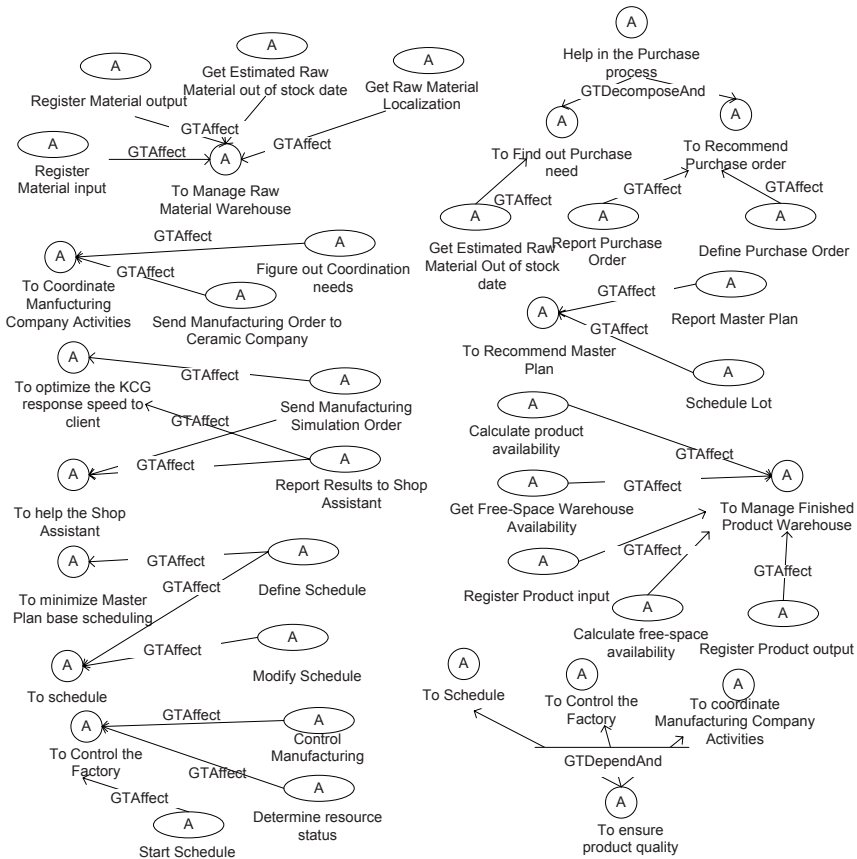 A
Register Material output
A
Get Estimated Raw
Material out of stock date
A
Get Raw Material
Localization
GTAffect
A
Register
Material input
GTAffect
A
GTAffect
To Manage Raw
Material Warehouse
A
Help in the Purchase
process
GTDecomposeAnd
A
To Find out Purchase
need
A
To Recommend
Purchase order
GTAffect
GTAffect
GTAffect
A
Get Estimated Raw
Material Out of stock
date
A
Report Purchase
Order
A
Define Purchase Order
A
To Coordinate
Manfucturing
Company Activities
GTAffect
A
Figure out Coordination
needs
GTAffect
A
Send Manufacturing Order to
Ceramic Company
A
To Recommend Master
Plan
GTAffect
A
Report Master Plan
GTAffect
A
Schedule Lot
A
To optimize the KCG
response speed to
client
GTAffect
A
Send Manufacturing
Simulation Order
GTAffect
A
To help the Shop
Assistant
GTAffect
A
Report Results to Shop
Assistant
A
Calculate product
availability
GTAffect
A
Get Free-Space Warehouse
Availability
GTAffect
A
To Manage Finished
Product Warehouse
A
Register Product input
GTAffect
A
Calculate free-space
availability
GTAffect
A
Register Product output
A
To minimize Master
Plan base scheduling
GTAffect
A
Define Schedule
GTAffect
A
To schedule
GTAffect
A
Modify Schedule
A
To Control the
Factory
GTAffect
A
Control
Manufacturing
GTAffect
A
Determine resource
status
GTAffect
A
Start Schedule
A
To Schedule
A
To Control the
Factory
A
To coordinate
Manufacturing Company
Activities
GTDependAnd
A
To ensure
product quality